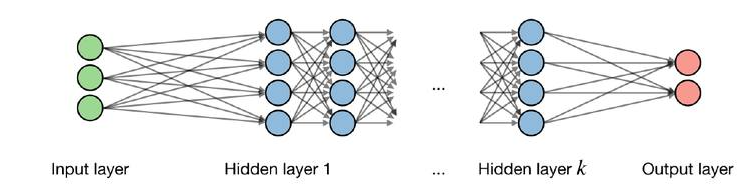 ...
Input layer
Hidden layer 1
...
Hidden layer k
Output layer